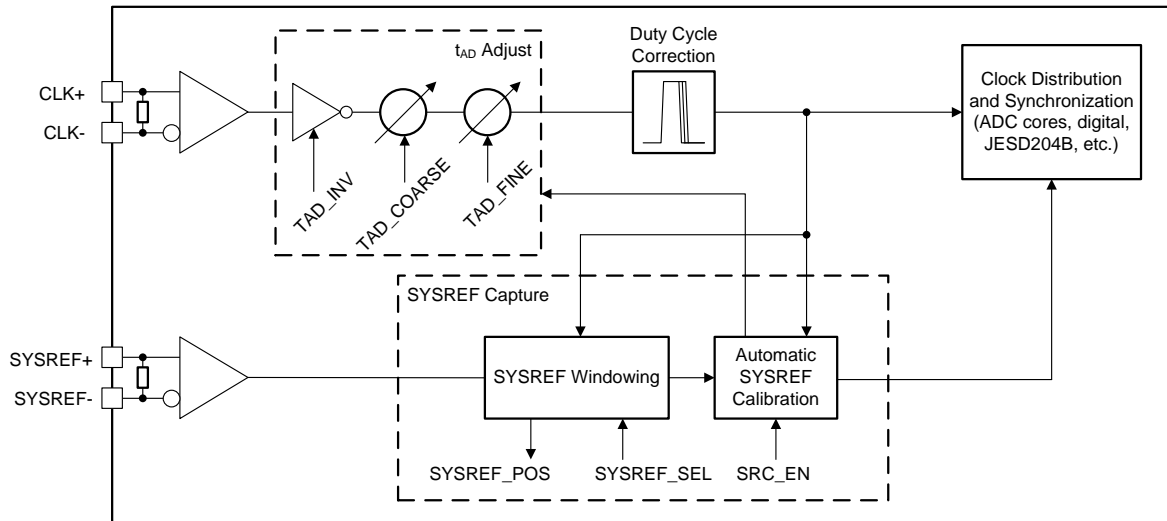 t_AD Adjust
Duty Cycle
Correction
Clock Distribution
and Synchronization
(ADC cores, digital,
JESD204B, etc.)
CLK+
CLK-
TAD_INV
TAD_COARSE
TAD_FINE
SYSREF Capture
SYSREF+
SYSREF-
SYSREF Windowing
Automatic
SYSREF
Calibration
SYSREF_POS
SYSREF_SEL
SRC_EN